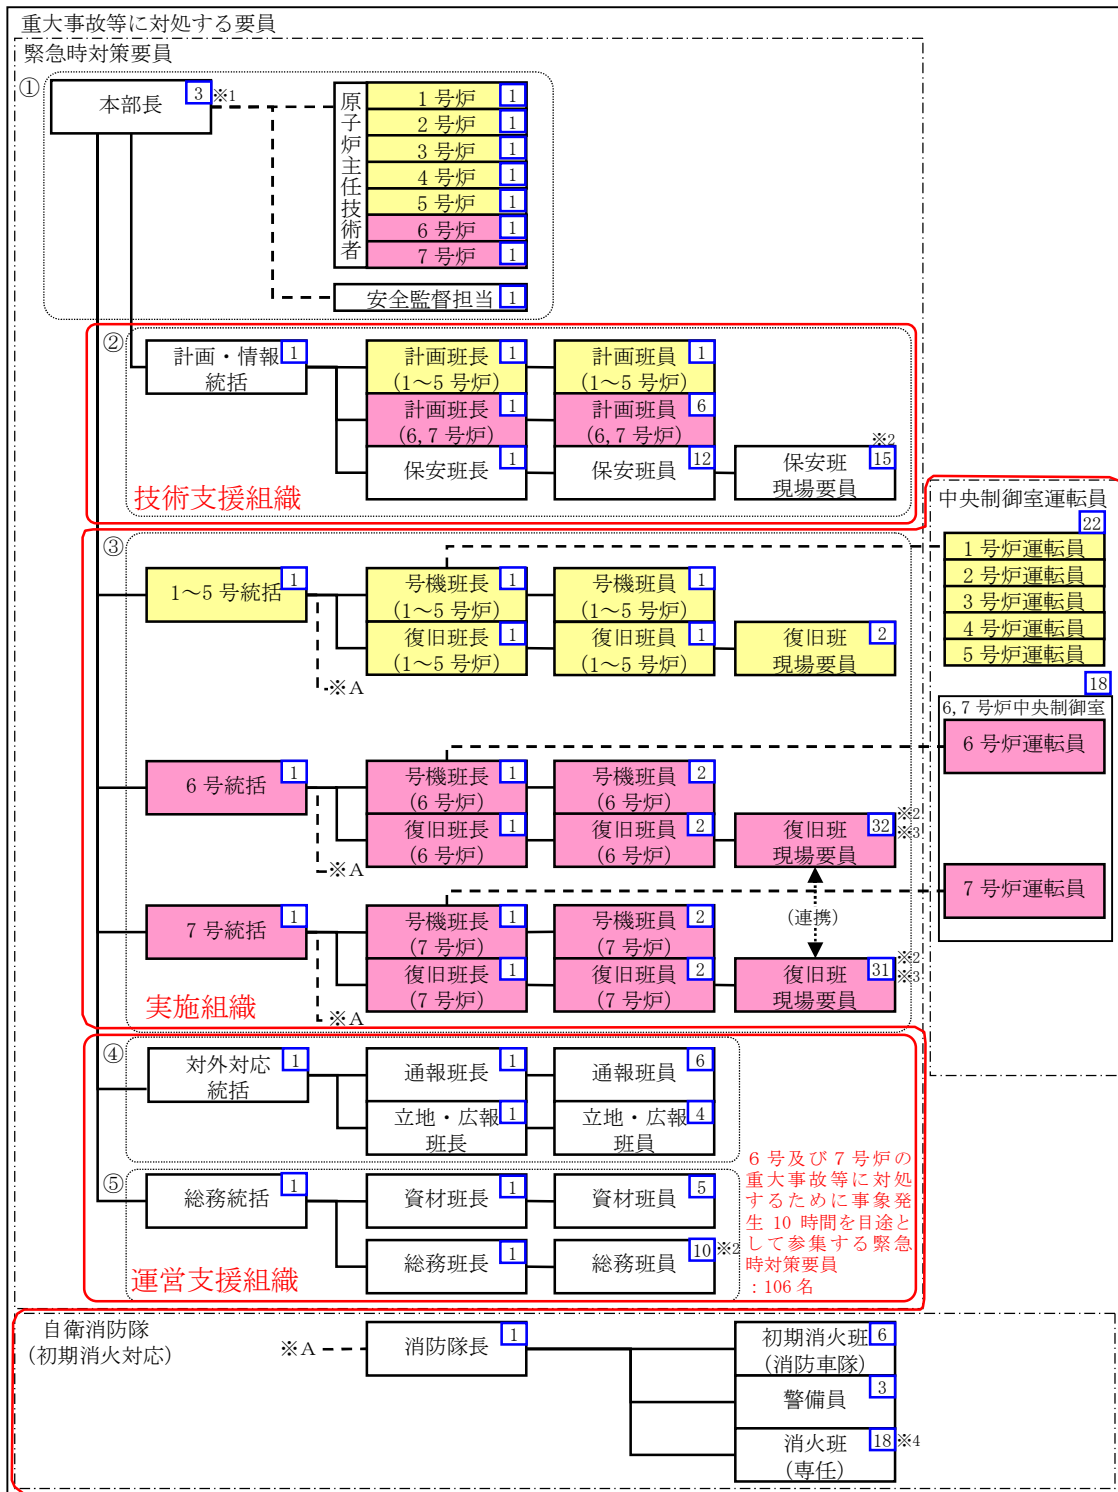 重大事故等に対処する要員
緊急時対策要員
①
本部長
3
※1
原子炉主任技術者
1号炉
1
2号炉
1
3号炉
1
4号炉
1
5号炉
1
6号炉
1
7号炉
1
安全監督担当
1
②
計画・情報
統括
1
計画班長
(1～5号炉)
1
計画班員
(1～5号炉)
1
計画班長
(6,7号炉)
1
計画班員
(6,7号炉)
6
保安班長
1
保安班員
12
保安班
現場要員
15
※2
技術支援組織
中央制御室運転員
22
1号炉運転員
2号炉運転員
3号炉運転員
4号炉運転員
5号炉運転員
18
6,7号炉中央制御室
6号炉運転員
7号炉運転員
③
1～5号統括
1
号機班長
(1～5号炉)
1
号機班員
(1～5号炉)
1
復旧班長
(1～5号炉)
1
復旧班員
(1～5号炉)
1
復旧班
現場要員
2
※A
6号統括
1
号機班長
(6号炉)
1
号機班員
(6号炉)
2
復旧班長
(6号炉)
1
復旧班員
(6号炉)
2
復旧班
現場要員
32
※2
※3
※A
(連携)
7号統括
1
号機班長
(7号炉)
1
号機班員
(7号炉)
2
復旧班長
(7号炉)
1
復旧班員
(7号炉)
2
復旧班
現場要員
31
※2
※3
※A
実施組織
④
対外対応
統括
1
通報班長
1
通報班員
6
立地・広報
班長
1
立地・広報
班員
4
⑤
総務統括
1
資材班長
1
資材班員
5
総務班長
1
総務班員
10
※2
運営支援組織
6号及び7号炉の
重大事故等に対処
するために事象発
生10時間を目途と
して参集する緊急
時対策要員
：106名
自衛消防隊
(初期消火対応)
※A
消防隊長
1
初期消火班
(消防車隊)
6
警備員
3
消火班
(専任)
18
※4